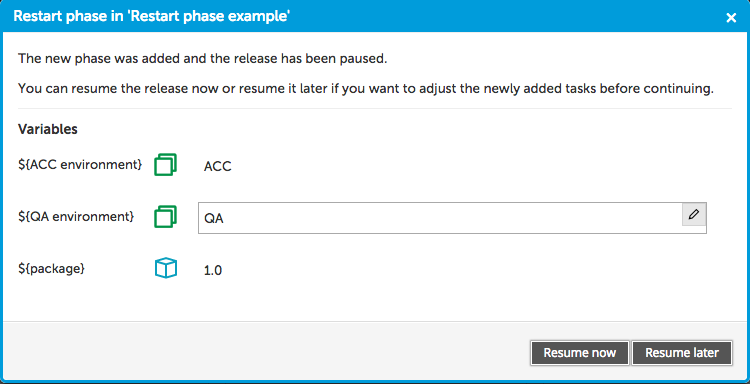 Restart phase in 'Restart phase example'
The new phase was added and the release has been paused.
You can resume the release now or resume it later if you want to adjust the newly added tasks before continuing.
Variables
${ACC environment} ACC
${QA environment} QA
${package} 1.0
Resume now Resume later